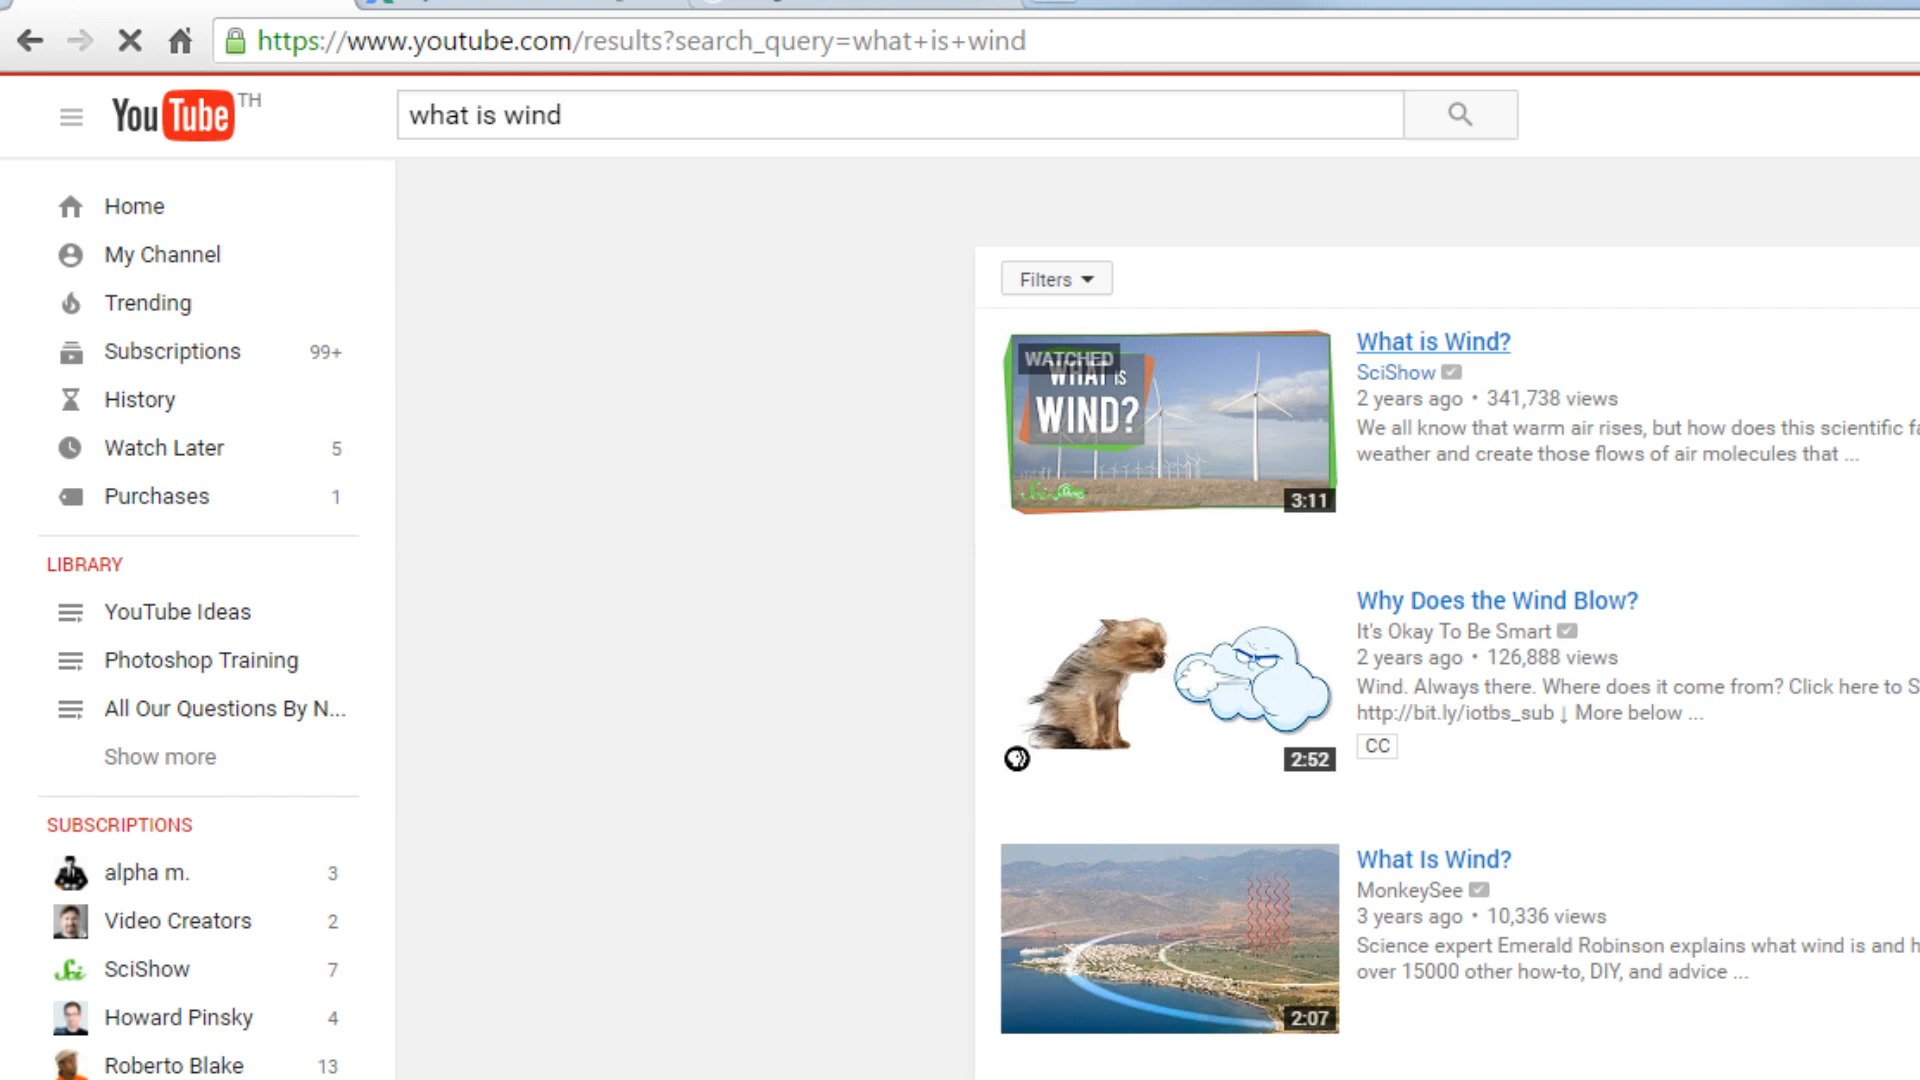 https://www.youtube.com/results?search_query=what+is+wind
YouTube TH
what is wind
Home
My Channel
Trending
Subscriptions 99+
History
Watch Later 5
Purchases 1
LIBRARY
YouTube Ideas
Photoshop Training
All Our Questions By N...
Show more
SUBSCRIPTIONS
alpha m. 3
Video Creators 2
SciShow 7
Howard Pinsky 4
Roberto Blake 13
Filters
WATCHED
WHAT IS
WIND?
Sci Show
3:11
What is Wind?
SciShow
2 years ago • 341,738 views
We all know that warm air rises, but how does this scientific
weather and create those flows of air molecules that ...
2:52
Why Does the Wind Blow?
It's Okay To Be Smart
2 years ago • 126,888 views
Wind. Always there. Where does it come from? Click here to S
http://bit.ly/iotbs_sub ↓ More below ...
CC
2:07
What Is Wind?
MonkeySee
3 years ago • 10,336 views
Science expert Emerald Robinson explains what wind is and h
over 15000 other how-to, DIY, and advice ...